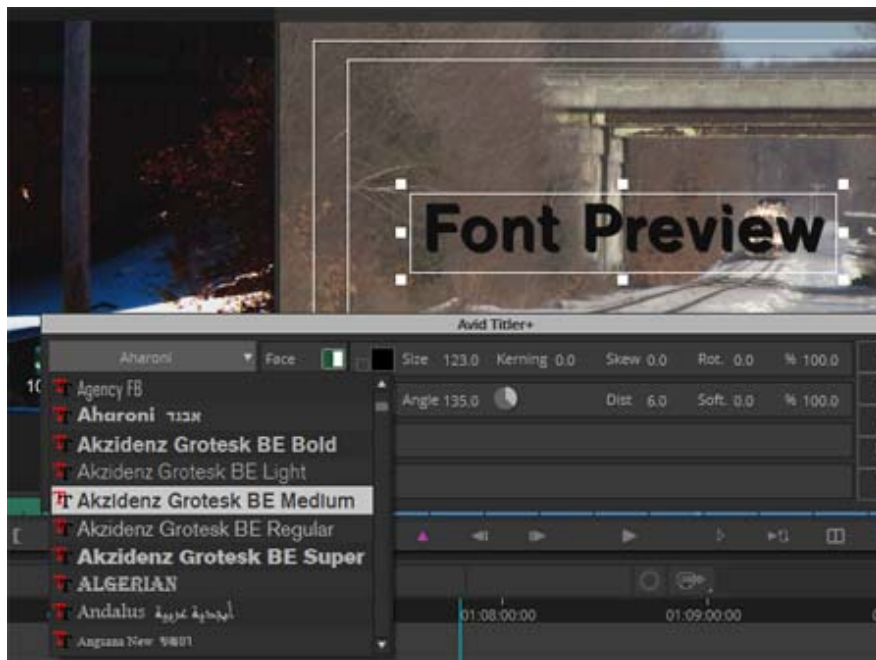 Font Preview
Avid Titler+
Aharoni Face Size 123.0 Kerning 0.0 Skew 0.0 Rot. 0.0 % 100.0
Angle 135.0 Dist 6.0 Soft. 0.0 % 100.0
10
Agency FB
Aharoni אבגד
Akzidenz Grotesk BE Bold
Akzidenz Grotesk BE Light
Akzidenz Grotesk BE Medium
Akzidenz Grotesk BE Regular
Akzidenz Grotesk BE Super
ALGERIAN
Andalus أبجدية عربية
Angsana New
01:08:00:00 01:09:00:00